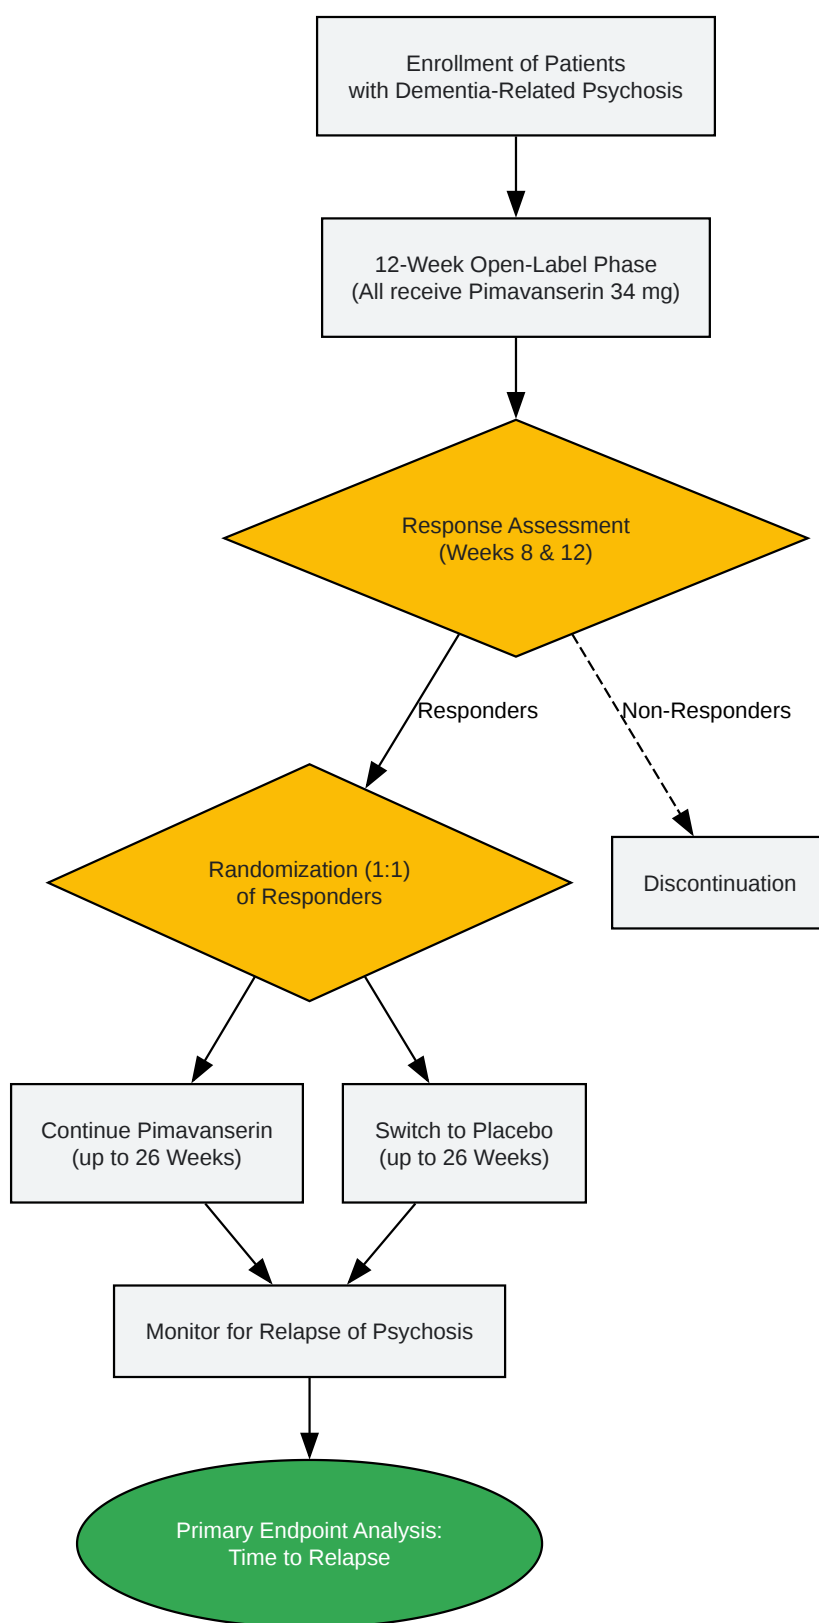 Enrollment of Patients
with Dementia-Related Psychosis
12-Week Open-Label Phase
(All receive Pimavanserin 34 mg)
Response Assessment
(Weeks 8 & 12)
Responders
Non-Responders
Randomization (1:1)
of Responders
Discontinuation
Continue Pimavanserin
(up to 26 Weeks)
Switch to Placebo
(up to 26 Weeks)
Monitor for Relapse of Psychosis
Primary Endpoint Analysis:
Time to Relapse